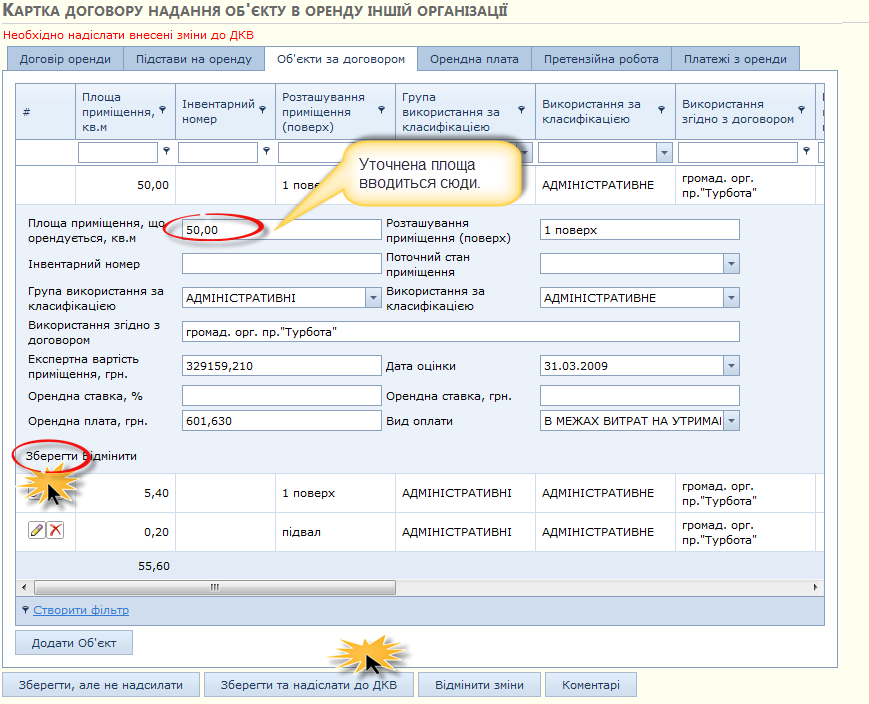 Картка договору надання об'єкту в оренду іншій організації
Необхідно надіслати внесені зміни до ДКВ
Договір оренди Підстави на оренду Об'єкти за договором Орендна плата Претензійна робота Платежі з оренди
# Площа приміщення, кв.м Інвентарний номер Розташування приміщення (поверх) Група використання за класифікацією Використання за класифікацією Використання згідно з договором
Уточнена площа
вводиться сюди.
50,00 1 повер АДМІНІСТРАТИВНЕ громад. орг. пр."Турбота"
Площа приміщення, що орендується, кв.м 50,00 Розташування приміщення (поверх) 1 поверх
Інвентарний номер Поточний стан приміщення
Група використання за класифікацією АДМІНІСТРАТИВНІ Використання за класифікацією АДМІНІСТРАТИВНЕ
Використання згідно з договором громад. орг. пр."Турбота"
Експертна вартість приміщення, грн. 329159,210 Дата оцінки 31.03.2009
Орендна ставка, % Орендна ставка, грн.
Орендна плата, грн. 601,630 Вид оплати В МЕЖАХ ВИТРАТ НА УТРИМАН
Зберегти Відмінити
5,40 1 поверх АДМІНІСТРАТИВНІ АДМІНІСТРАТИВНЕ громад. орг. пр."Турбота"
0,20 підвал АДМІНІСТРАТИВНІ АДМІНІСТРАТИВНЕ громад. орг. пр."Турбота"
55,60
Створити фільтр
Додати Об'єкт
Зберегти, але не надсилати Зберегти та надіслати до ДКВ Відмінити зміни Коментарі